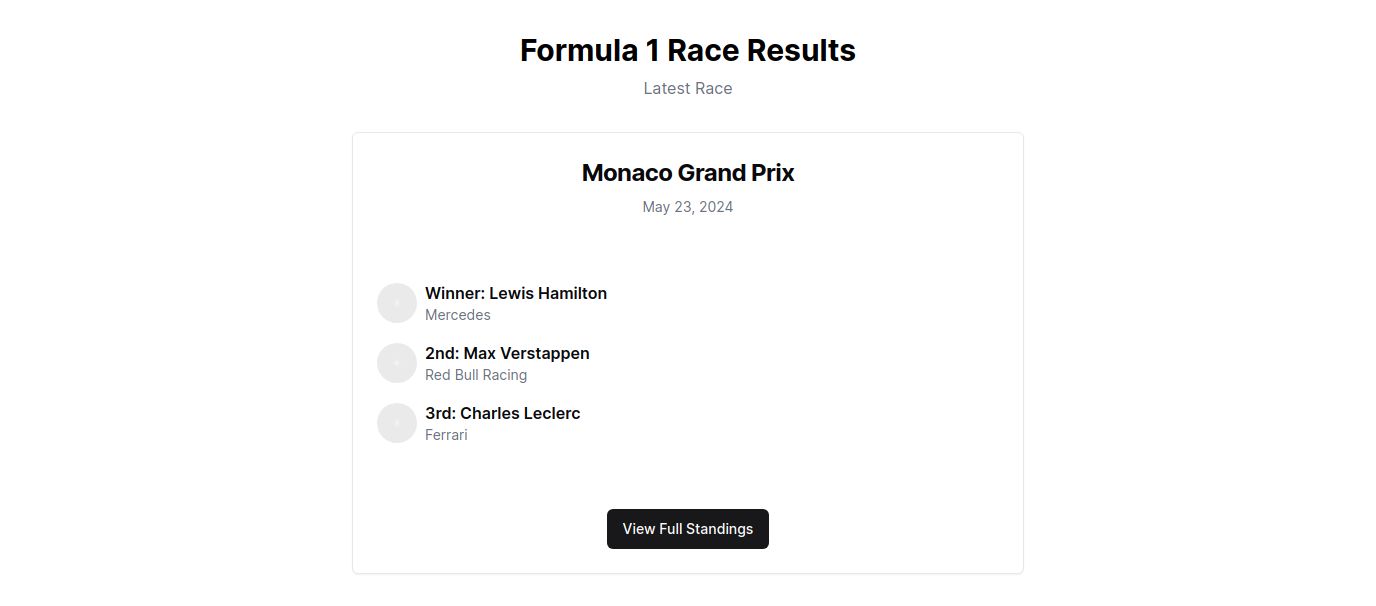 Formula 1 Race Results
Latest Race
Monaco Grand Prix
May 23, 2024
Winner: Lewis Hamilton
Mercedes
2nd: Max Verstappen
Red Bull Racing
3rd: Charles Leclerc
Ferrari
View Full Standings